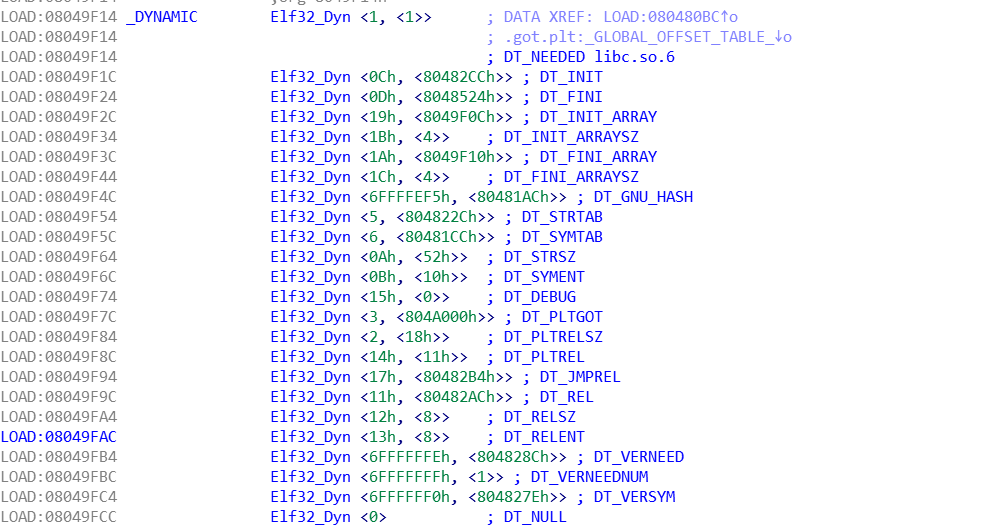 LOAD:08049F14 _DYNAMIC Elf32_Dyn <1, <1>> ; DATA XREF: LOAD:080480BC↑o
LOAD:08049F14 ; .got.plt:_GLOBAL_OFFSET_TABLE_↓o
LOAD:08049F14 ; DT_NEEDED libc.so.6
LOAD:08049F1C Elf32_Dyn <0Ch, <80482CCh>> ; DT_INIT
LOAD:08049F24 Elf32_Dyn <0Dh, <8048524h>> ; DT_FINI
LOAD:08049F2C Elf32_Dyn <19h, <8049F0Ch>> ; DT_INIT_ARRAY
LOAD:08049F34 Elf32_Dyn <1Bh, <4>> ; DT_INIT_ARRAYSZ
LOAD:08049F3C Elf32_Dyn <1Ah, <8049F10h>> ; DT_FINI_ARRAY
LOAD:08049F44 Elf32_Dyn <1Ch, <4>> ; DT_FINI_ARRAYSZ
LOAD:08049F4C Elf32_Dyn <6FFFFEF5h, <80481ACh>> ; DT_GNU_HASH
LOAD:08049F54 Elf32_Dyn <5, <804822Ch>> ; DT_STRTAB
LOAD:08049F5C Elf32_Dyn <6, <80481CCh>> ; DT_SYMTAB
LOAD:08049F64 Elf32_Dyn <0Ah, <52h>> ; DT_STRSZ
LOAD:08049F6C Elf32_Dyn <0Bh, <10h>> ; DT_SYMENT
LOAD:08049F74 Elf32_Dyn <15h, <0>> ; DT_DEBUG
LOAD:08049F7C Elf32_Dyn <3, <804A000h>> ; DT_PLTGOT
LOAD:08049F84 Elf32_Dyn <2, <18h>> ; DT_PLTRELSZ
LOAD:08049F8C Elf32_Dyn <14h, <11h>> ; DT_PLTREL
LOAD:08049F94 Elf32_Dyn <17h, <80482B4h>> ; DT_JMPREL
LOAD:08049F9C Elf32_Dyn <11h, <80482ACh>> ; DT_REL
LOAD:08049FA4 Elf32_Dyn <12h, <8>> ; DT_RELSZ
LOAD:08049FAC Elf32_Dyn <13h, <8>> ; DT_RELENT
LOAD:08049FB4 Elf32_Dyn <6FFFFFFEh, <804828Ch>> ; DT_VERNEED
LOAD:08049FBC Elf32_Dyn <6FFFFFFFh, <1>> ; DT_VERNEEDNUM
LOAD:08049FC4 Elf32_Dyn <6FFFFFF0h, <804827Eh>> ; DT_VERSYM
LOAD:08049FCC Elf32_Dyn <0> ; DT_NULL